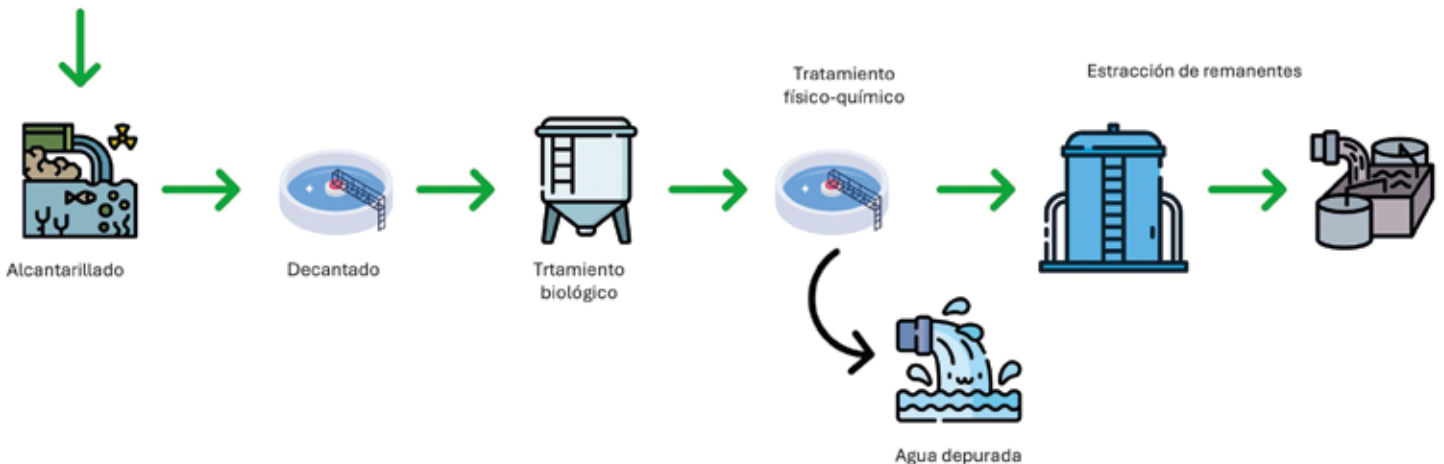 Alcantarillado
Decantado
Trtamiento
biológico
Tratamiento
físico-químico
Agua depurada
Estracción de remanentes